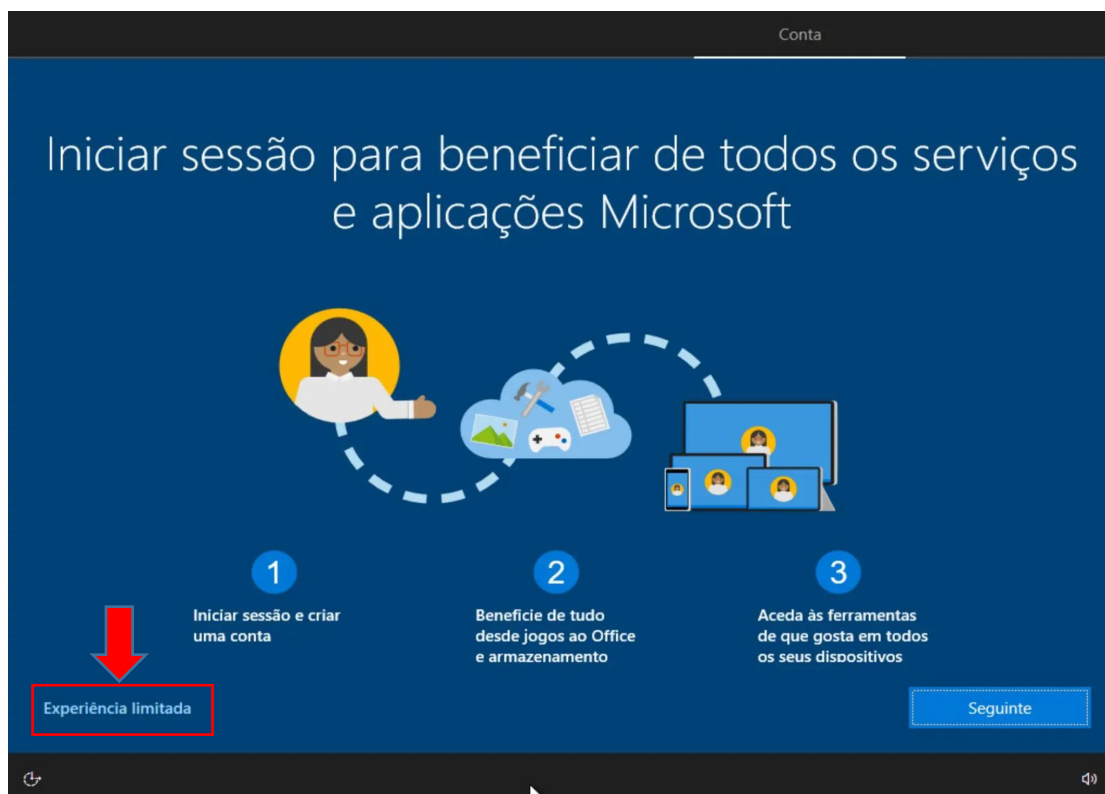 Conta
Iniciar sessão para beneficiar de todos os serviços
e aplicações Microsoft
1
Iniciar sessão e criar
uma conta
2
Beneficie de tudo
desde jogos ao Office
e armazenamento
3
Aceda às ferramentas
de que gosta em todos
os seus dispositivos
Experiência limitada
Seguinte